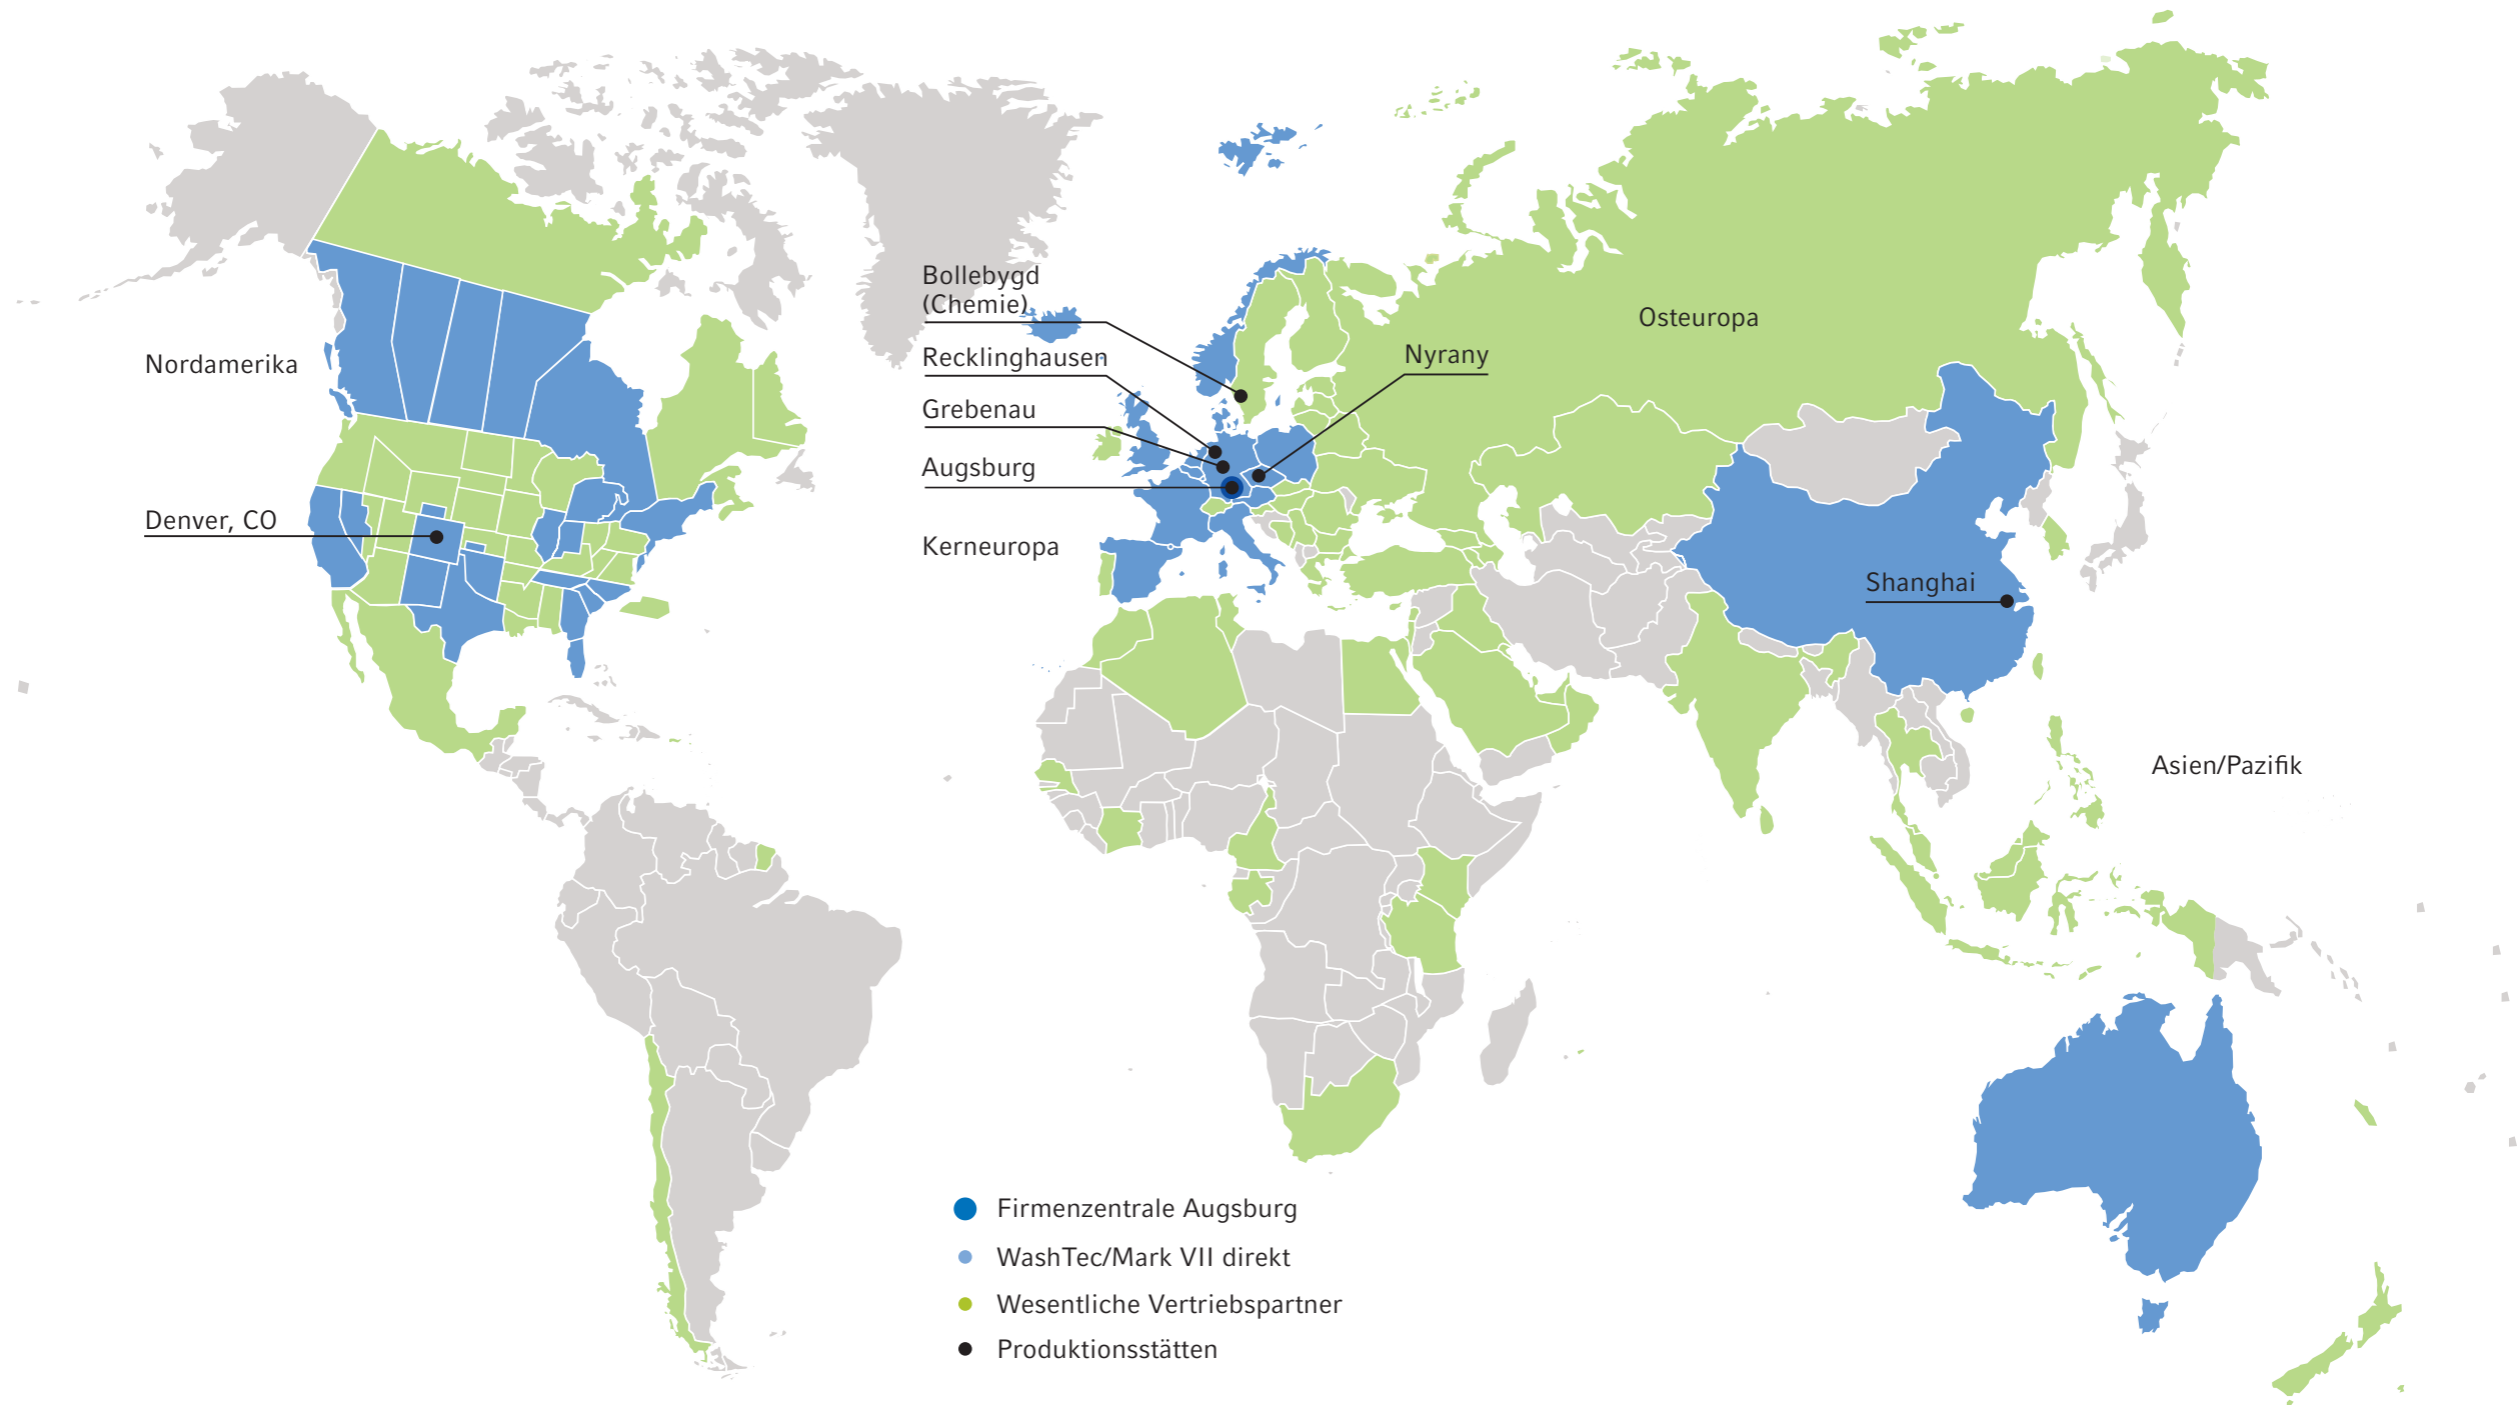 Bollebygd
(Chemie)
Osteuropa
Recklinghausen
Nyrany
Nordamerika
Grebenau
Augsburg
Denver, CO
Kerneuropa
Shanghai
Asien/Pazifik
Firmenzentrale Augsburg
WashTec/Mark VII direkt
Wesentliche Vertriebspartner
Produktionsstätten